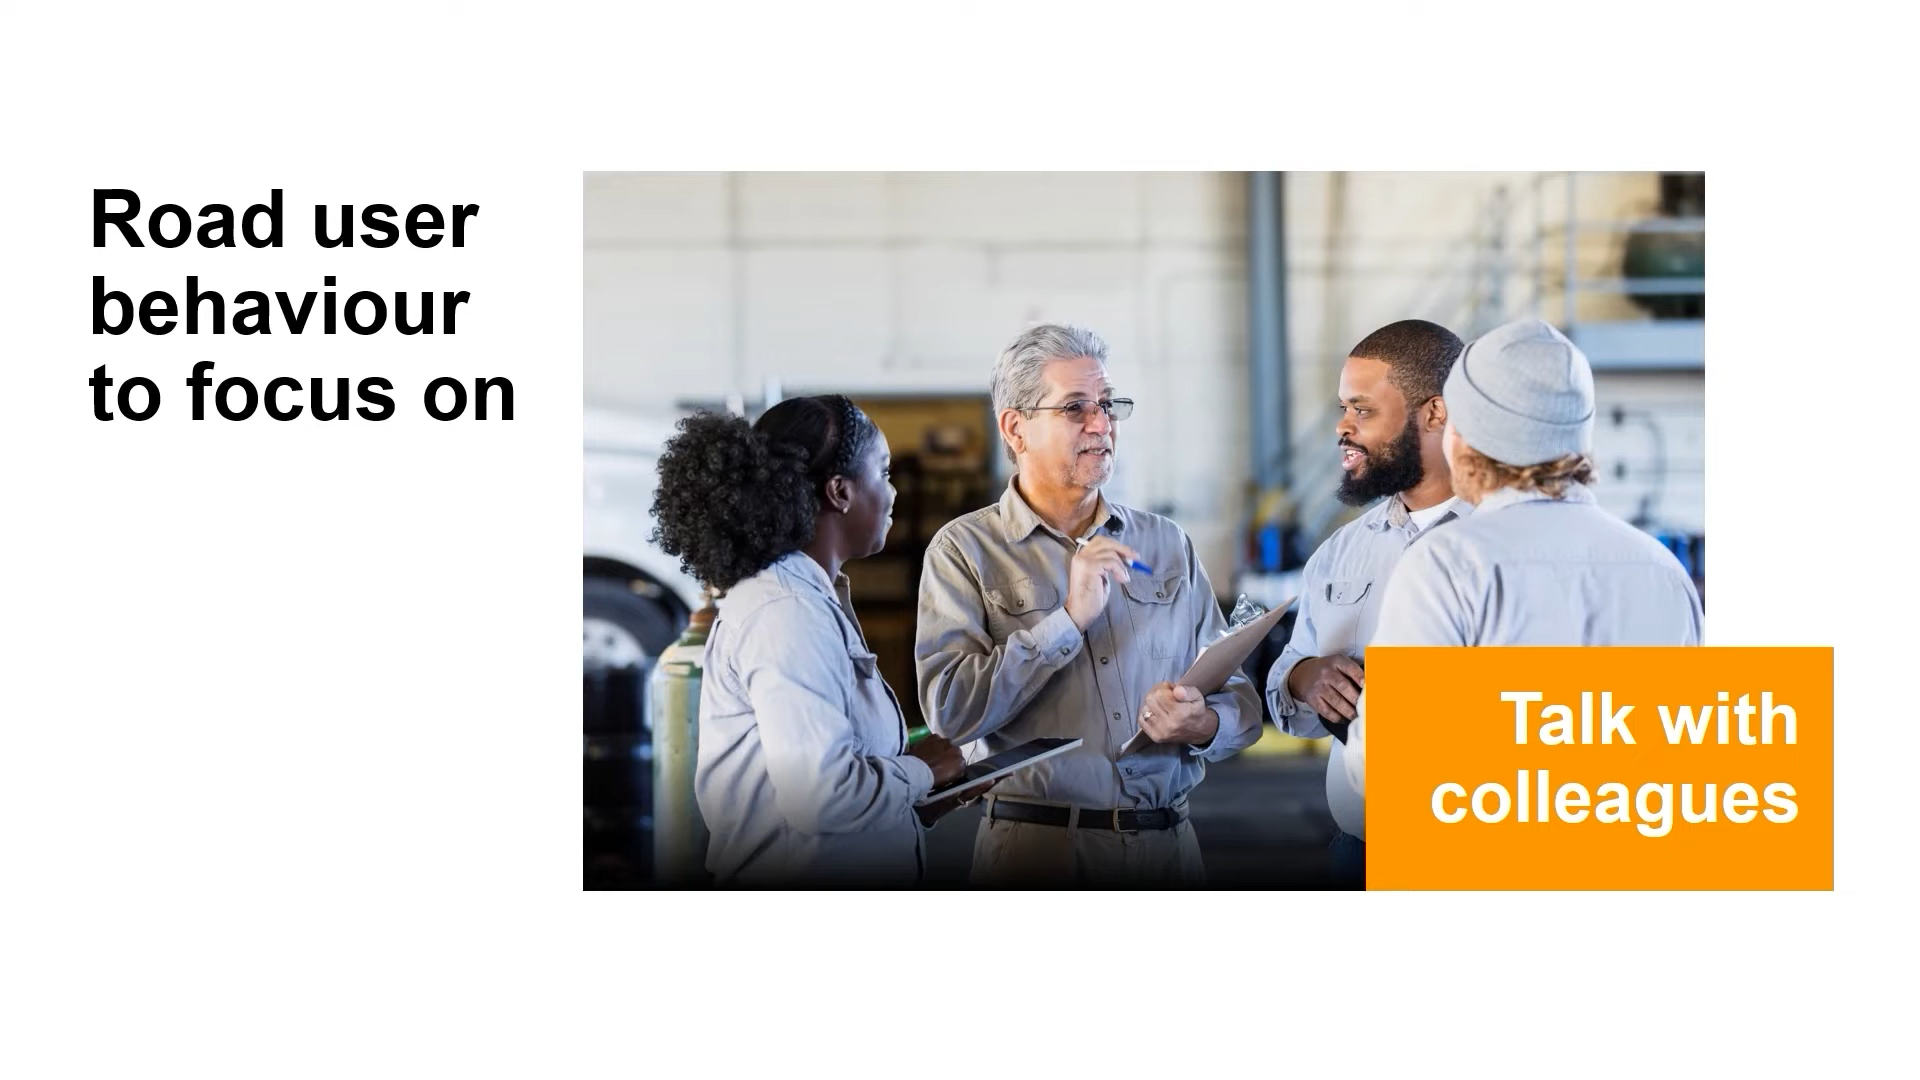 Road user
behaviour
to focus on
Talk with
colleagues